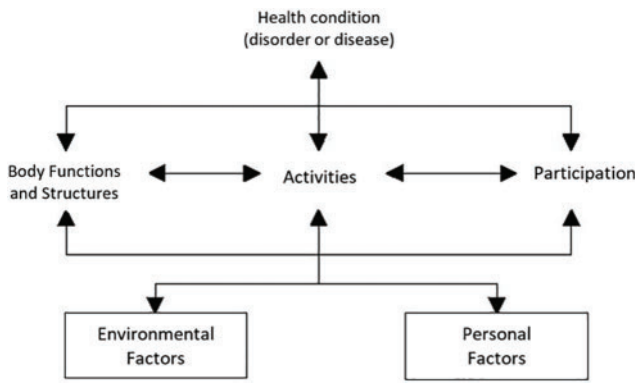 Health condition
(disorder or disease)
Body Functions
and Structures
Activities
Participation
Environmental
Factors
Personal
Factors